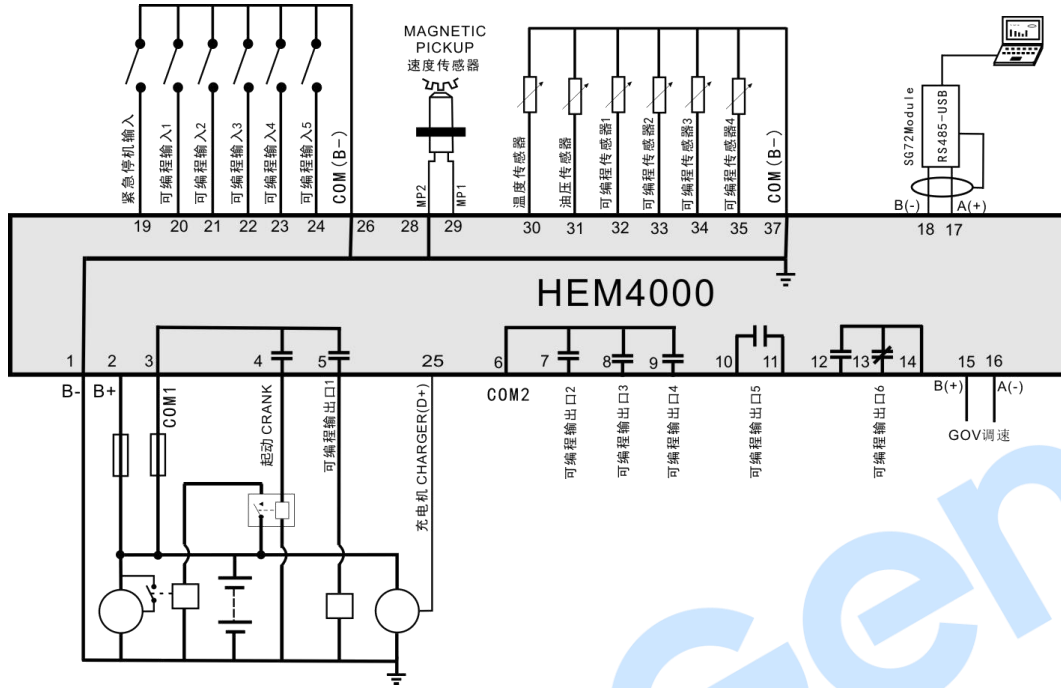 MAGNETIC
PICKUP
速度传感器
紧急停机输入
可编程输入1
可编程输入2
可编程输入3
可编程输入4
可编程输入5
COM(B-)
MP2
MP1
温度传感器
油压传感器
可编程传感器1
可编程传感器2
可编程传感器3
可编程传感器4
COM(B-)
SG72Module
RS485-USB
B(-)
A(+)
19 20 21 22 23 24 26 28 29 30 31 32 33 34 35 37 18 17
HEM4000
1 2 3 4 5 25 6 7 8 9 10 11 12 13 14 15 16
B-
B+
COM1
起动 CRANK
可编程输出口1
充电机 CHARGER(D+)
COM2
可编程输出口2
可编程输出口3
可编程输出口4
可编程输出口5
可编程输出口6
B(+)
A(-)
GOV调速
Gen